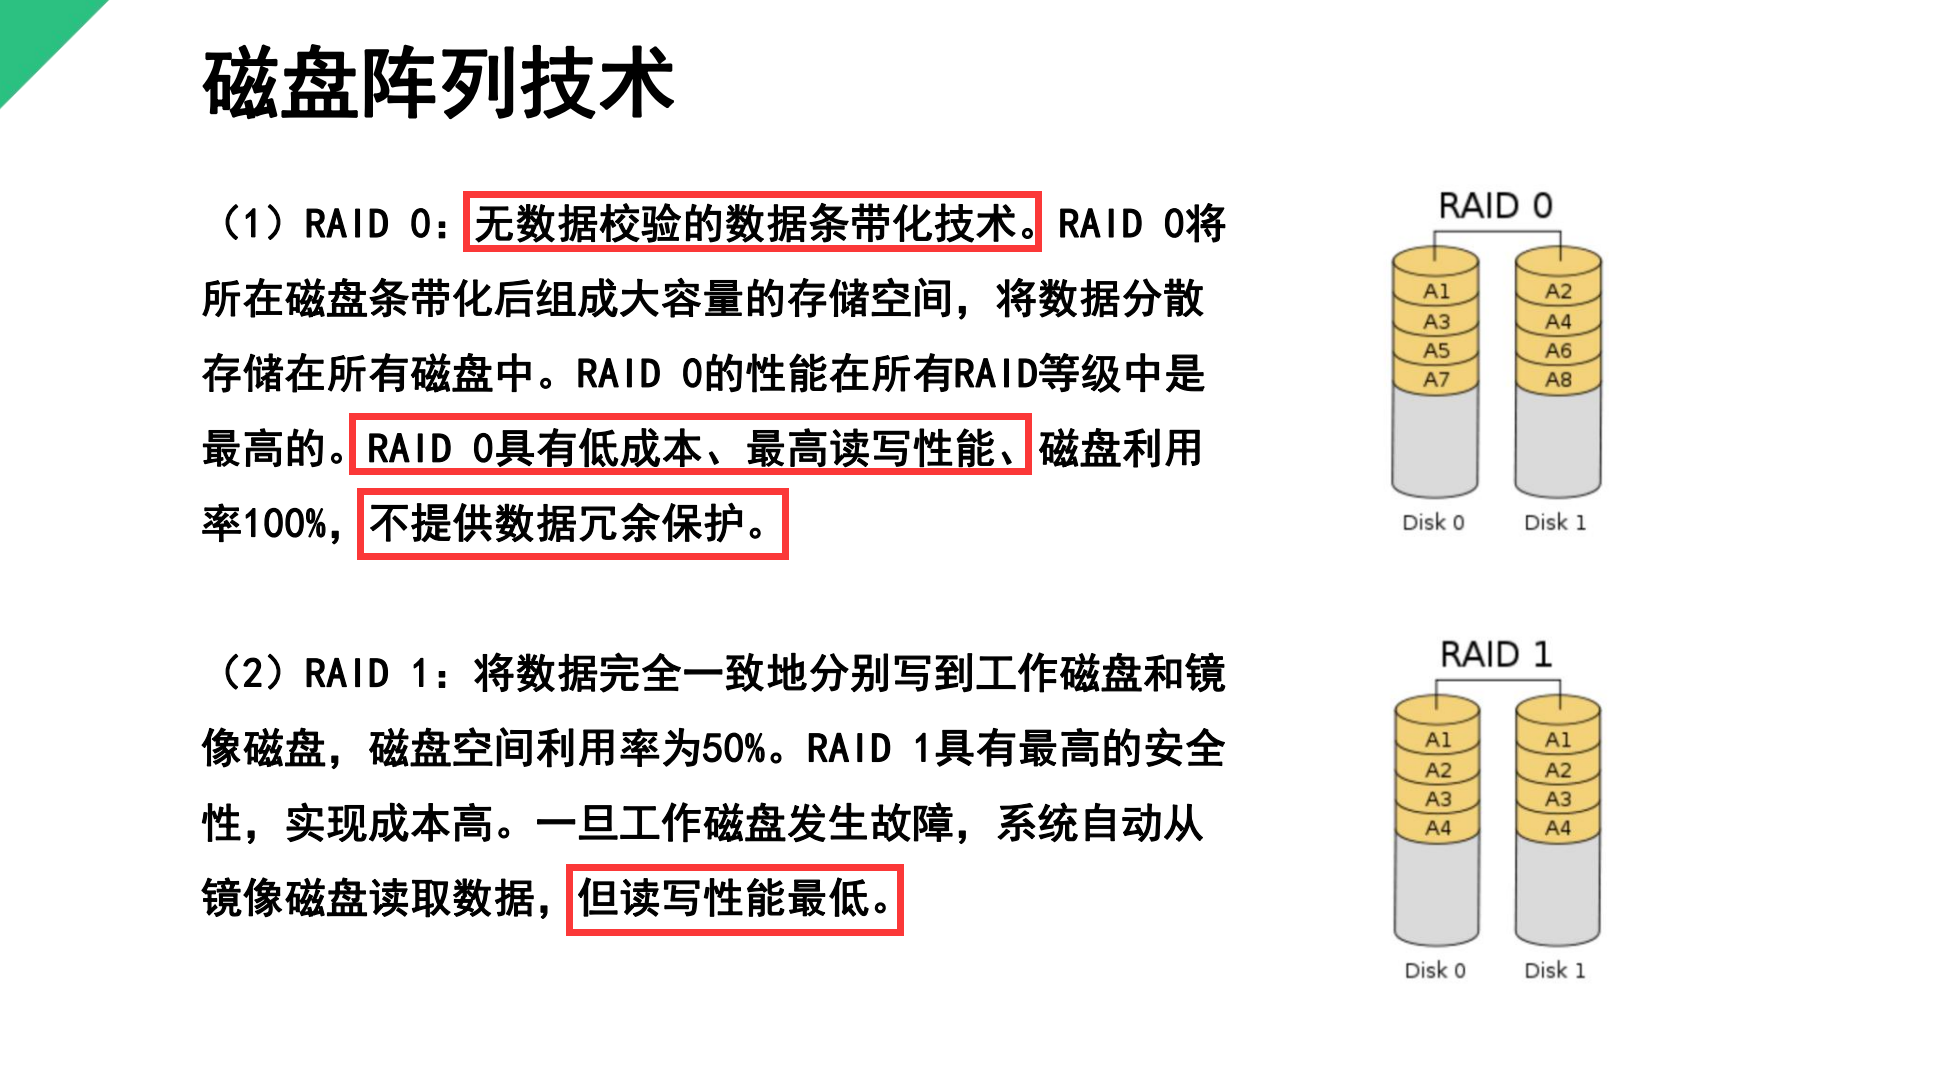 磁盘阵列技术
（1）RAID 0：无数据校验的数据条带化技术。RAID 0将
所在磁盘条带化后组成大容量的存储空间，将数据分散
存储在所有磁盘中。RAID 0的性能在所有RAID等级中是
最高的。RAID 0具有低成本、最高读写性能、磁盘利用
率100%，不提供数据冗余保护。
RAID 0
A1 A2
A3 A4
A5 A6
A7 A8
Disk 0 Disk 1
（2）RAID 1：将数据完全一致地分别写到工作磁盘和镜
像磁盘，磁盘空间利用率为50%。RAID 1具有最高的安全
性，实现成本高。一旦工作磁盘发生故障，系统自动从
镜像磁盘读取数据，但读写性能最低。
RAID 1
A1 A1
A2 A2
A3 A3
A4 A4
Disk 0 Disk 1